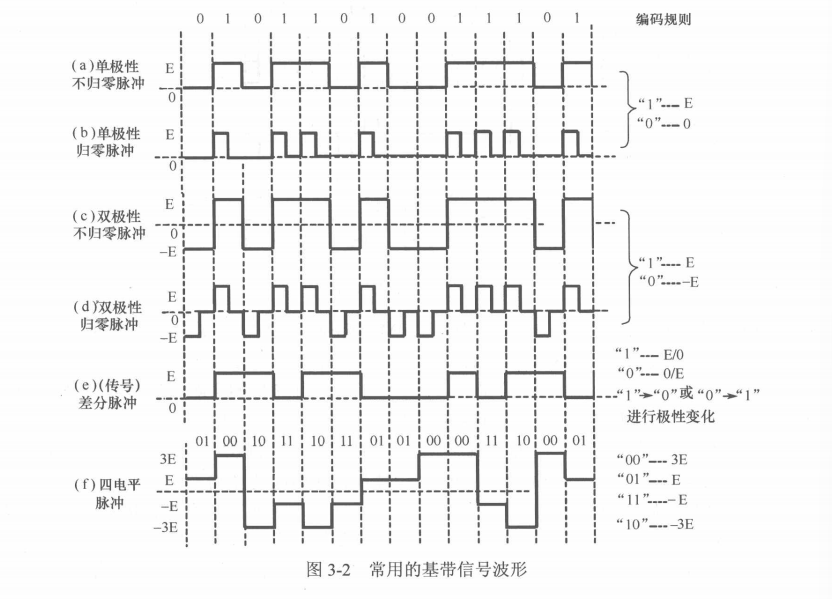 0 1 0 1 1 0 1 0 0 1 1 1 0 1 编码规则
(a)单极性
不归零脉冲
E
0
(b)单极性
归零脉冲
E
0
“1”---- E
“0”---- 0
(c)双极性
不归零脉冲
E
0
-E
(d)双极性
归零脉冲
E
0
-E
“1”---- E
“0”---- -E
(e)(传号)
差分脉冲
E
0
“1”---- E/0
“0”---- 0/E
“1”→“0”或“0”→“1”
进行极性变化
01 00 10 11 10 11 01 01 00 00 11 10 00 01
(f)四电平
脉冲
3E
E
-E
-3E
“00”---- 3E
“01”---- E
“11”---- -E
“10”---- -3E
图 3-2 常用的基带信号波形